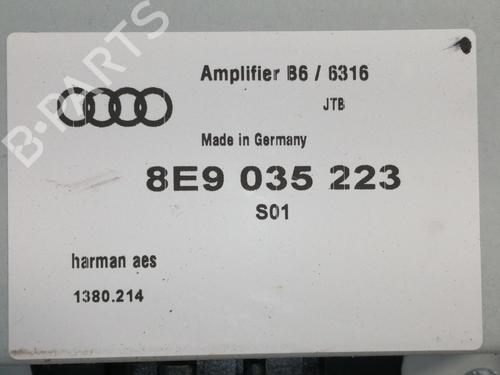 Amplifier B6 / 6316
JTB
Made in Germany
8E9 035 223
S01
harman aes
1380.214
B-PARTS